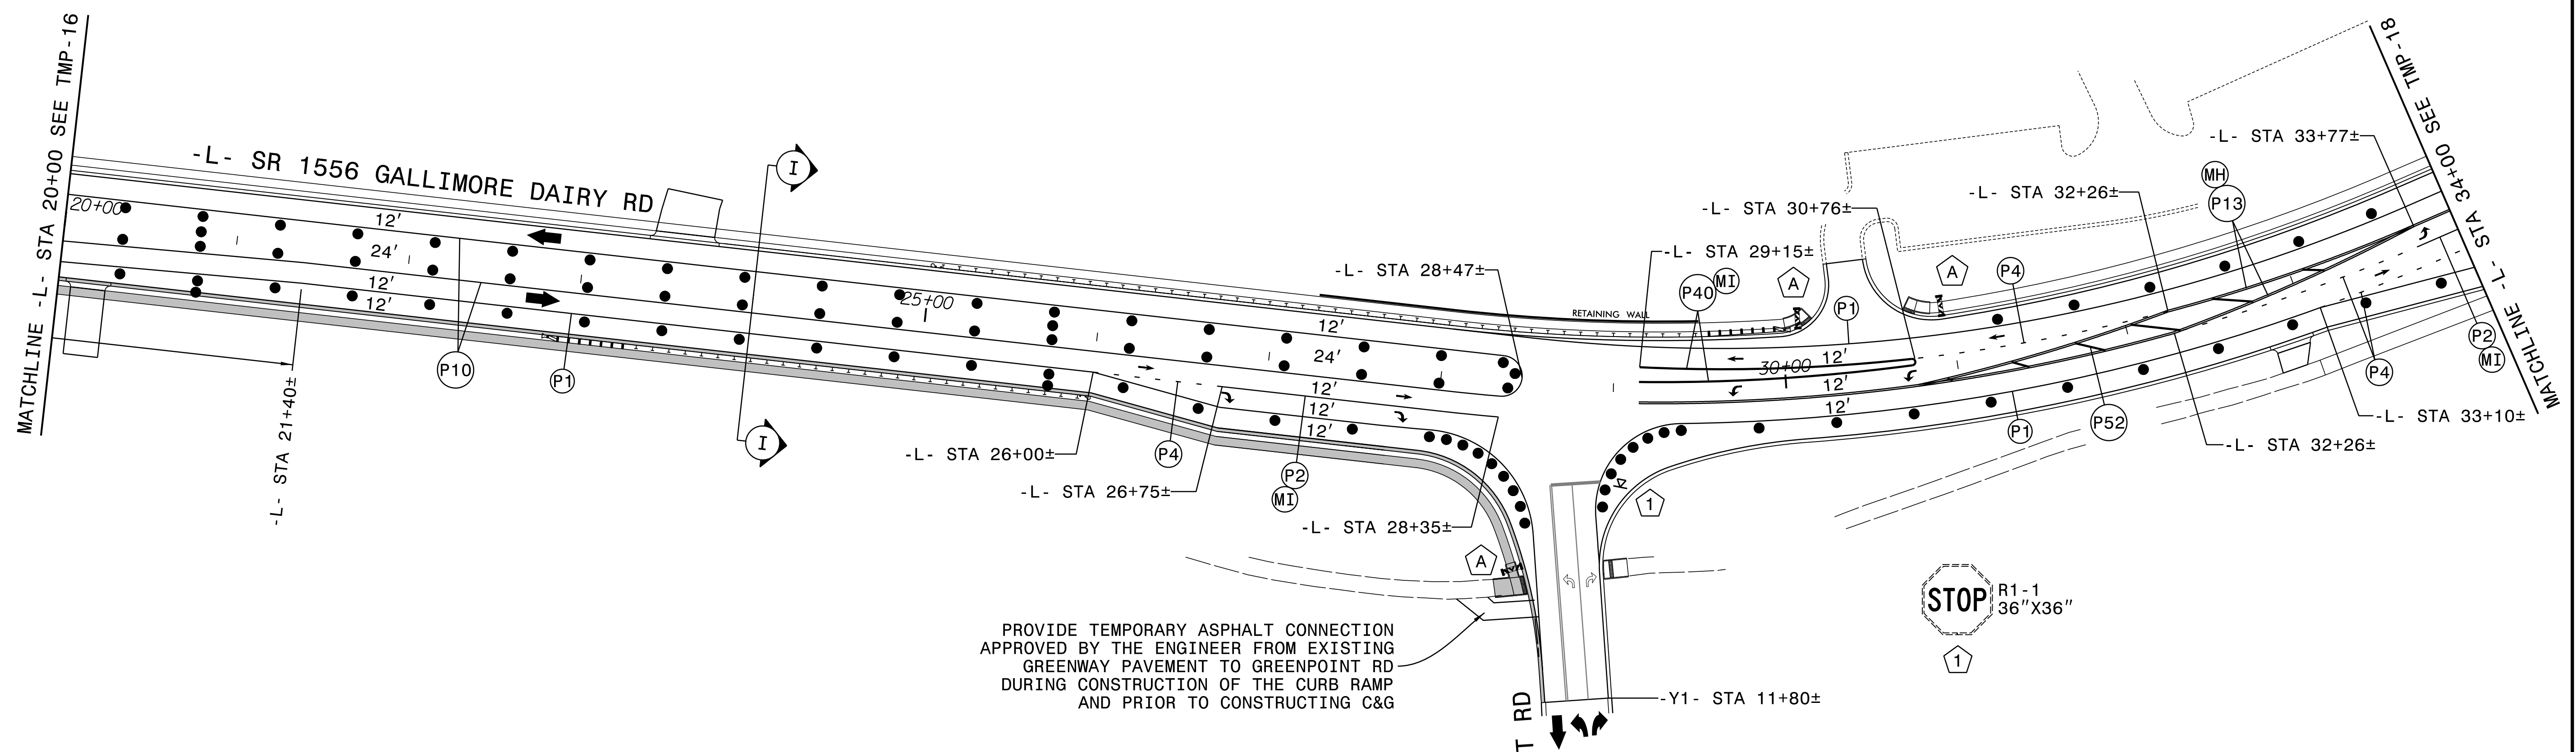 MATCHLINE -L- STA 20+00 SEE TMP-16
-L- SR 1556 GALLIMORE DAIRY RD
20+00
12'
24'
12'
12'
I
I
P10
P1
-L- STA 21+40±
25+00
12'
24'
12'
12'
12'
RETAINING WALL
-L- STA 28+47±
-L- STA 29+15±
-L- STA 30+76±
-L- STA 32+26±
-L- STA 33+77±
MATCHLINE -L- STA 34+00 SEE TMP-18
P40
MI
A
P1
A
P4
MH
P13
30+00
12'
12'
12'
-L- STA 26+00±
P4
-L- STA 26+75±
P2
MI
-L- STA 28+35±
A
1
P1
P52
-L- STA 32+26±
-L- STA 33+10±
P4
P2
MI
STOP
R1-1
36"X36"
1
PROVIDE TEMPORARY ASPHALT CONNECTION
APPROVED BY THE ENGINEER FROM EXISTING
GREENWAY PAVEMENT TO GREENPOINT RD
DURING CONSTRUCTION OF THE CURB RAMP
AND PRIOR TO CONSTRUCTING C&G
-Y1- STA 11+80±
T RD